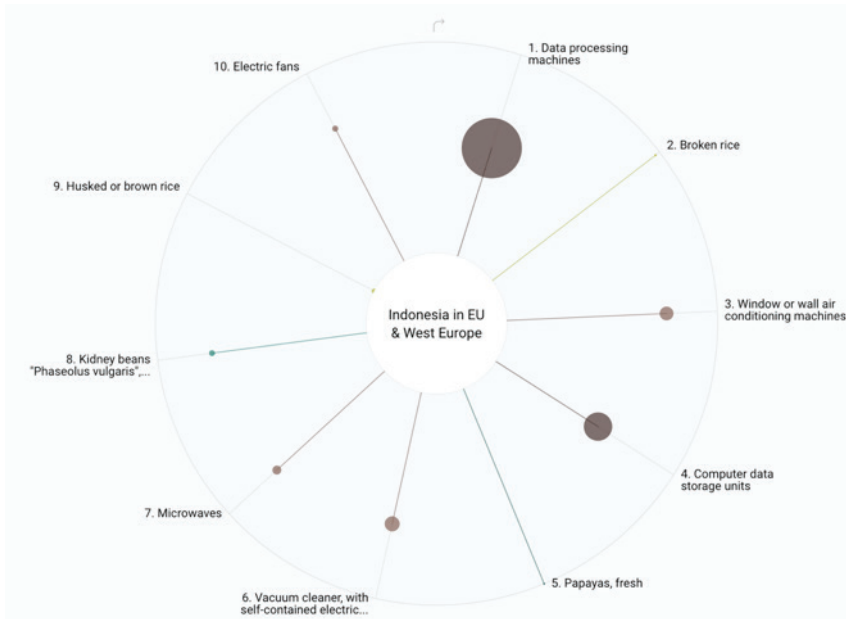 1. Data processing
machines
10. Electric fans
2. Broken rice
9. Husked or brown rice
3. Window or wall air
conditioning machines
Indonesia in EU
& West Europe
8. Kidney beans
"Phaseolus vulgaris",...
4. Computer data
storage units
7. Microwaves
5. Papayas, fresh
6. Vacuum cleaner, with
self-contained electric...